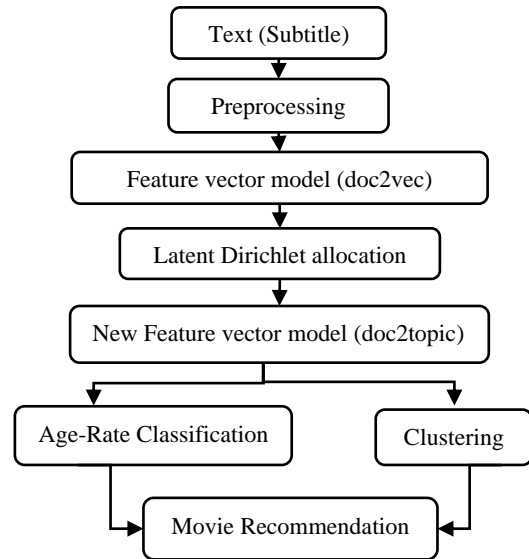 Text (Subtitle)
Preprocessing
Feature vector model (doc2vec)
Latent Dirichlet allocation
New Feature vector model (doc2topic)
Age-Rate Classification
Clustering
Movie Recommendation